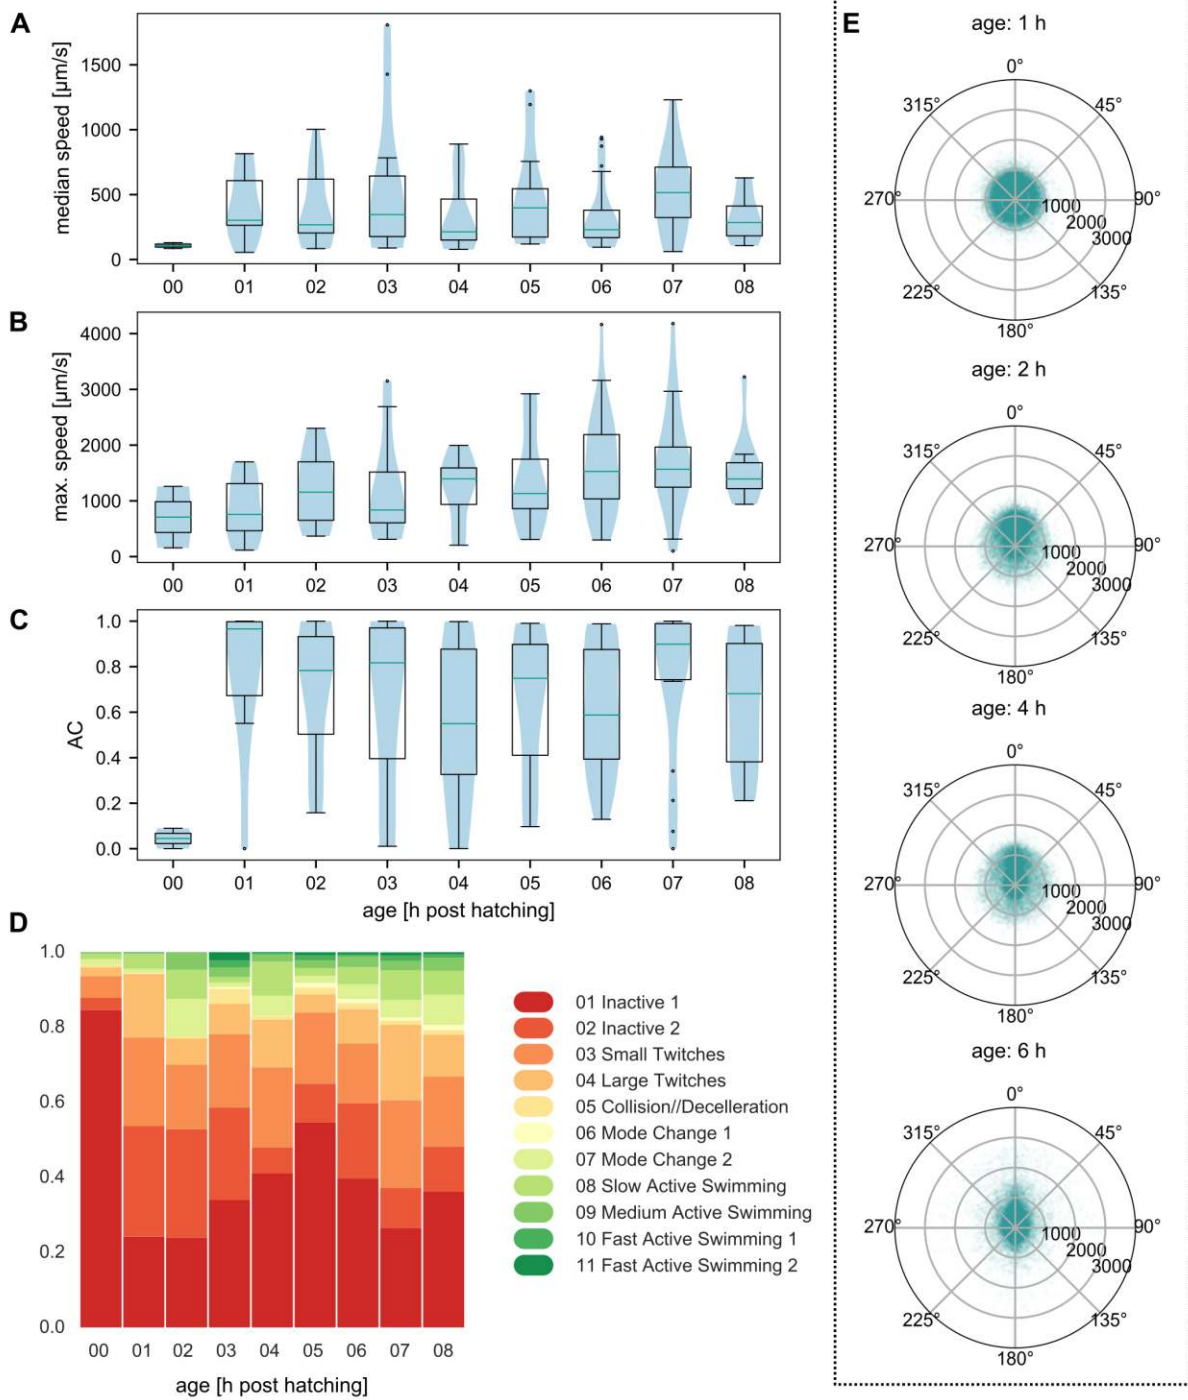 A
median speed [µm/s]
1500
1000
500
0
00 01 02 03 04 05 06 07 08
B
max. speed [µm/s]
4000
3000
2000
1000
0
00 01 02 03 04 05 06 07 08
C
AC
1.0
0.8
0.6
0.4
0.2
0.0
00 01 02 03 04 05 06 07 08
age [h post hatching]
D
1.0
0.8
0.6
0.4
0.2
0.0
00 01 02 03 04 05 06 07 08
age [h post hatching]
01 Inactive 1
02 Inactive 2
03 Small Twitches
04 Large Twitches
05 Collision//Decelleration
06 Mode Change 1
07 Mode Change 2
08 Slow Active Swimming
09 Medium Active Swimming
10 Fast Active Swimming 1
11 Fast Active Swimming 2
E
age: 1 h
0°
315° 45°
270° 90°
1000
2000
3000
225° 135°
180°
age: 2 h
0°
315° 45°
270° 90°
1000
2000
3000
225° 135°
180°
age: 4 h
0°
315° 45°
270° 90°
1000
2000
3000
225° 135°
180°
age: 6 h
0°
315° 45°
270° 90°
1000
2000
3000
225° 135°
180°